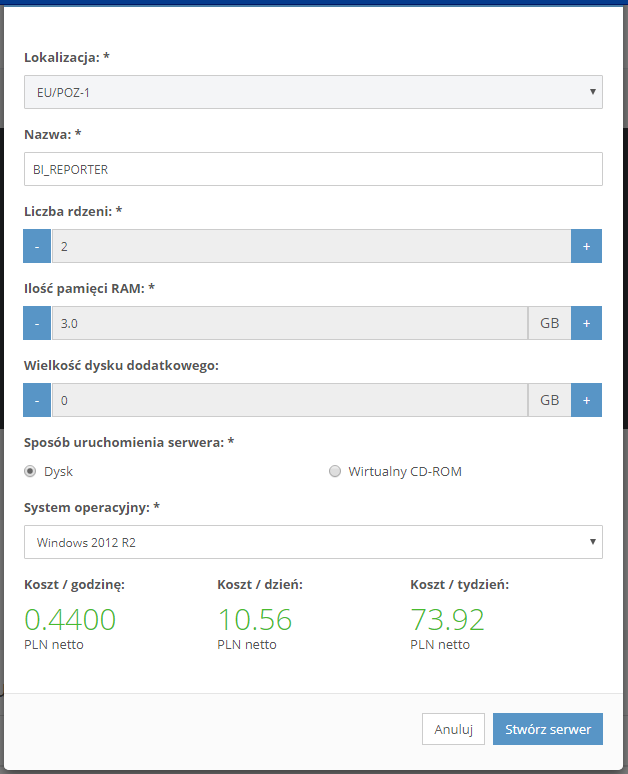 Lokalizacja: *
EU/POZ-1
Nazwa: *
BI_REPORTER
Liczba rdzeni: *
- 2 +
Ilość pamięci RAM: *
- 3.0 GB +
Wielkość dysku dodatkowego:
- 0 GB +
Sposób uruchomienia serwera: *
Dysk Wirtualny CD-ROM
System operacyjny: *
Windows 2012 R2
Koszt / godzinę: Koszt / dzień: Koszt / tydzień:
0.4400 10.56 73.92
PLN netto PLN netto PLN netto
Anuluj Stwórz serwer